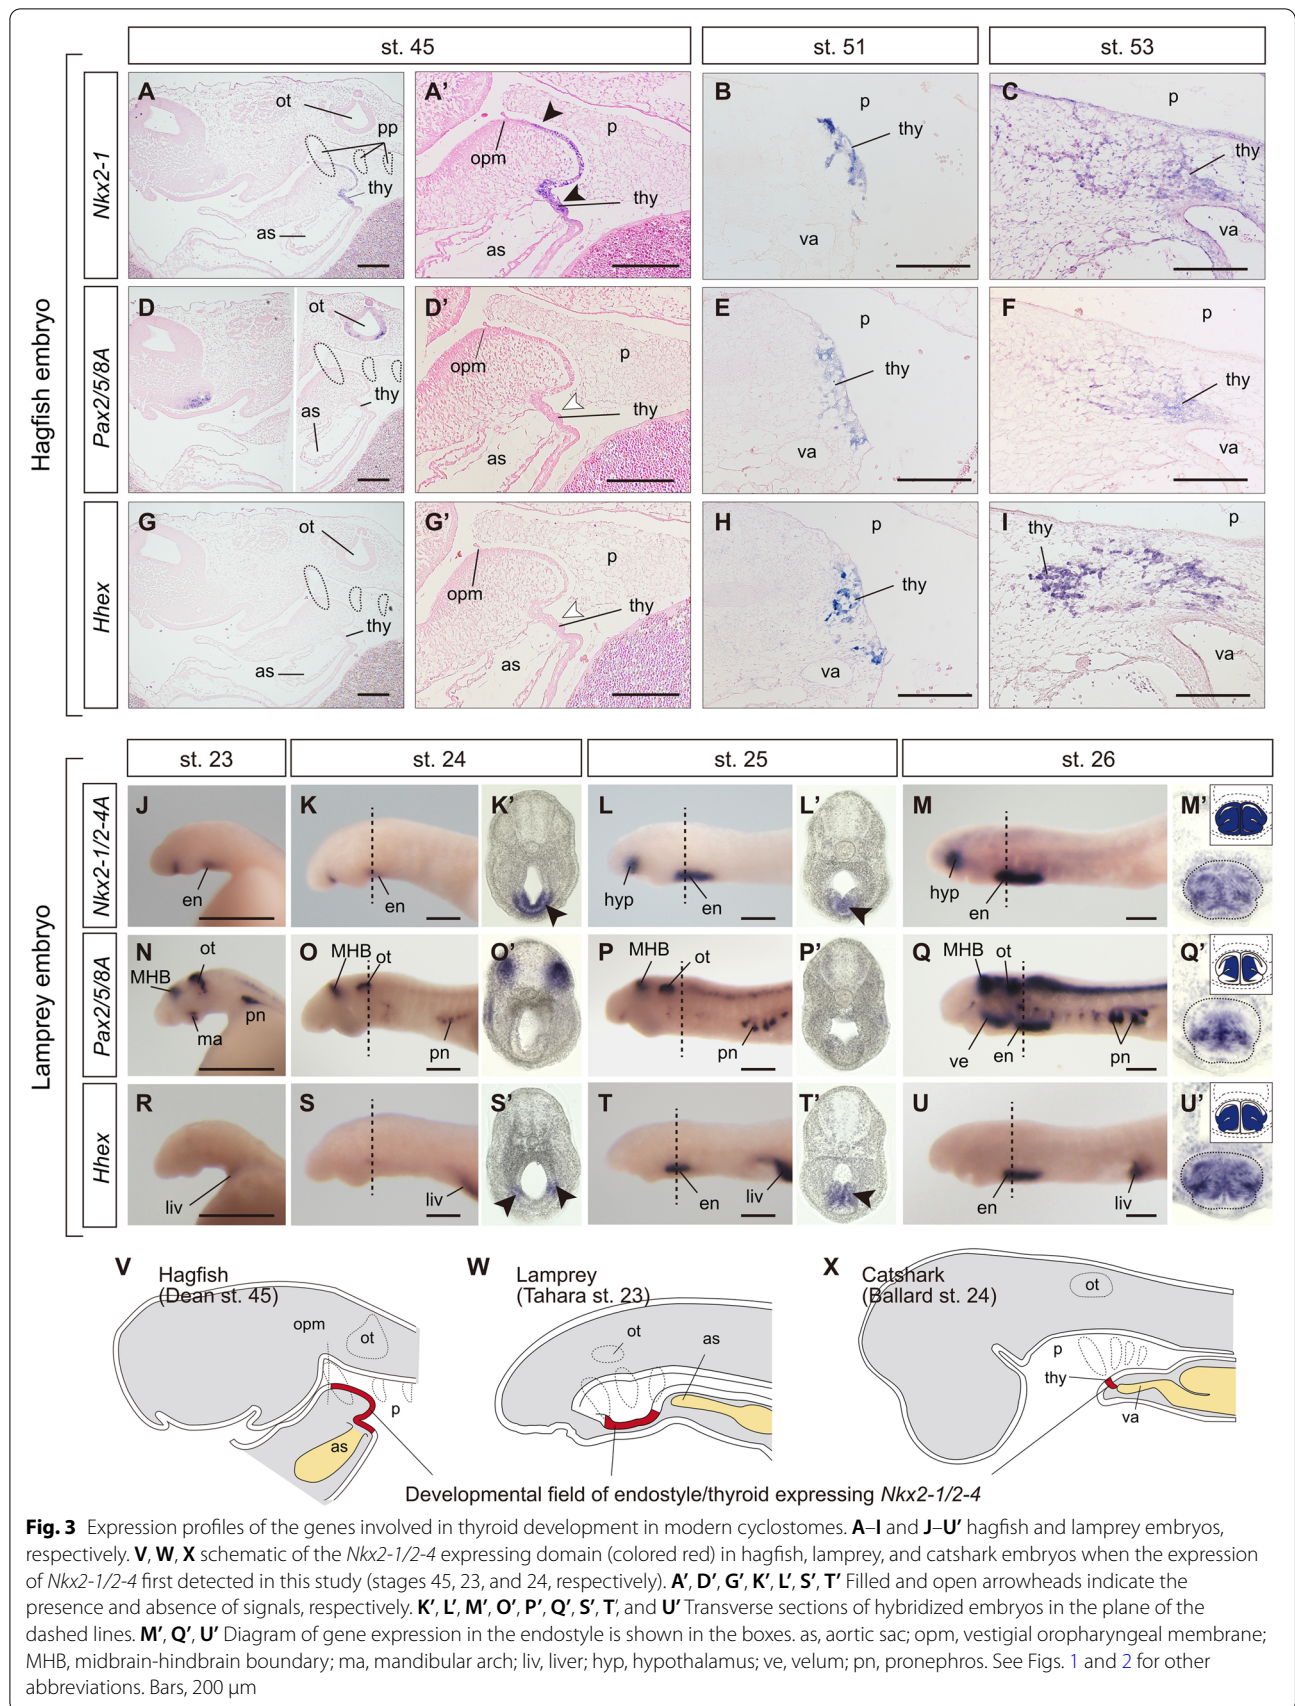 st. 45
st. 51
st. 53
Hagfish embryo
Nkx2-1
A
ot
pp
thy
as
A’
opm
p
thy
as
B
p
thy
va
C
p
thy
va
Pax2/5/8A
D
ot
thy
as
D’
opm
p
thy
as
E
p
thy
va
F
p
thy
va
Hhex
G
ot
thy
as
G’
opm
p
thy
as
H
p
thy
va
I
thy
p
va
st. 23
st. 24
st. 25
st. 26
Lamprey embryo
Nkx2-1/2-4A
J
en
K
en
K’
L
hyp
en
L’
M
hyp
en
M’
Pax2/5/8A
N
ot
MHB
ma
pn
O
MHB
ot
pn
O’
P
MHB
ot
pn
P’
Q
MHB
ot
ve
en
pn
Q’
Hhex
R
liv
S
liv
S’
T
en
liv
T’
U
en
liv
U’
V
Hagfish
(Dean st. 45)
opm
ot
p
as
W
Lamprey
(Tahara st. 23)
ot
as
X
Catshark
(Ballard st. 24)
ot
p
thy
va
Developmental field of endostyle/thyroid expressing Nkx2-1/2-4
Fig. 3 Expression profiles of the genes involved in thyroid development in modern cyclostomes. A–I and J–U’ hagfish and lamprey embryos,
respectively. V, W, X schematic of the Nkx2-1/2-4 expressing domain (colored red) in hagfish, lamprey, and catshark embryos when the expression
of Nkx2-1/2-4 first detected in this study (stages 45, 23, and 24, respectively). A’, D’, G’, K’, L’, S’, T’ Filled and open arrowheads indicate the
presence and absence of signals, respectively. K’, L’, M’, O’, P’, Q’, S’, T’, and U’ Transverse sections of hybridized embryos in the plane of the
dashed lines. M’, Q’, U’ Diagram of gene expression in the endostyle is shown in the boxes. as, aortic sac; opm, vestigial oropharyngeal membrane;
MHB, midbrain-hindbrain boundary; ma, mandibular arch; liv, liver; hyp, hypothalamus; ve, velum; pn, pronephros. See Figs. 1 and 2 for other
abbreviations. Bars, 200 µm